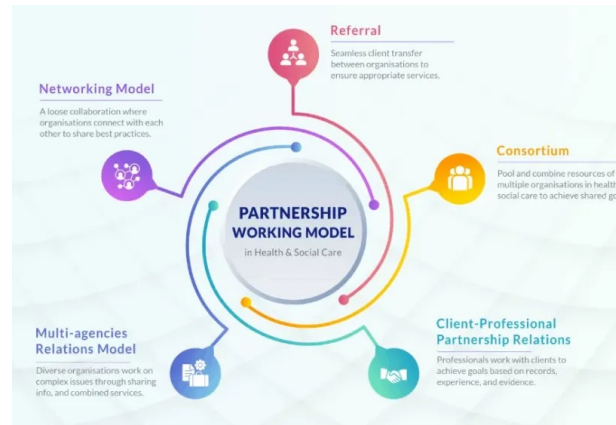 Referral
Seamless client transfer
between organisations to
ensure appropriate services.
Networking Model
A loose collaboration where
organisations connect with each
other to share best practices.
Consortium
Pool and combine resources of
multiple organisations in health
social care to achieve shared
PARTNERSHIP
WORKING MODEL
in Health & Social Care
Multi-agencies
Relations Model
Diverse organisations work on
complex issues through sharing
info, and combined services.
Client-Professional
Partnership Relations
Professionals work with clients to
achieve goals based on records,
experience, and evidence.